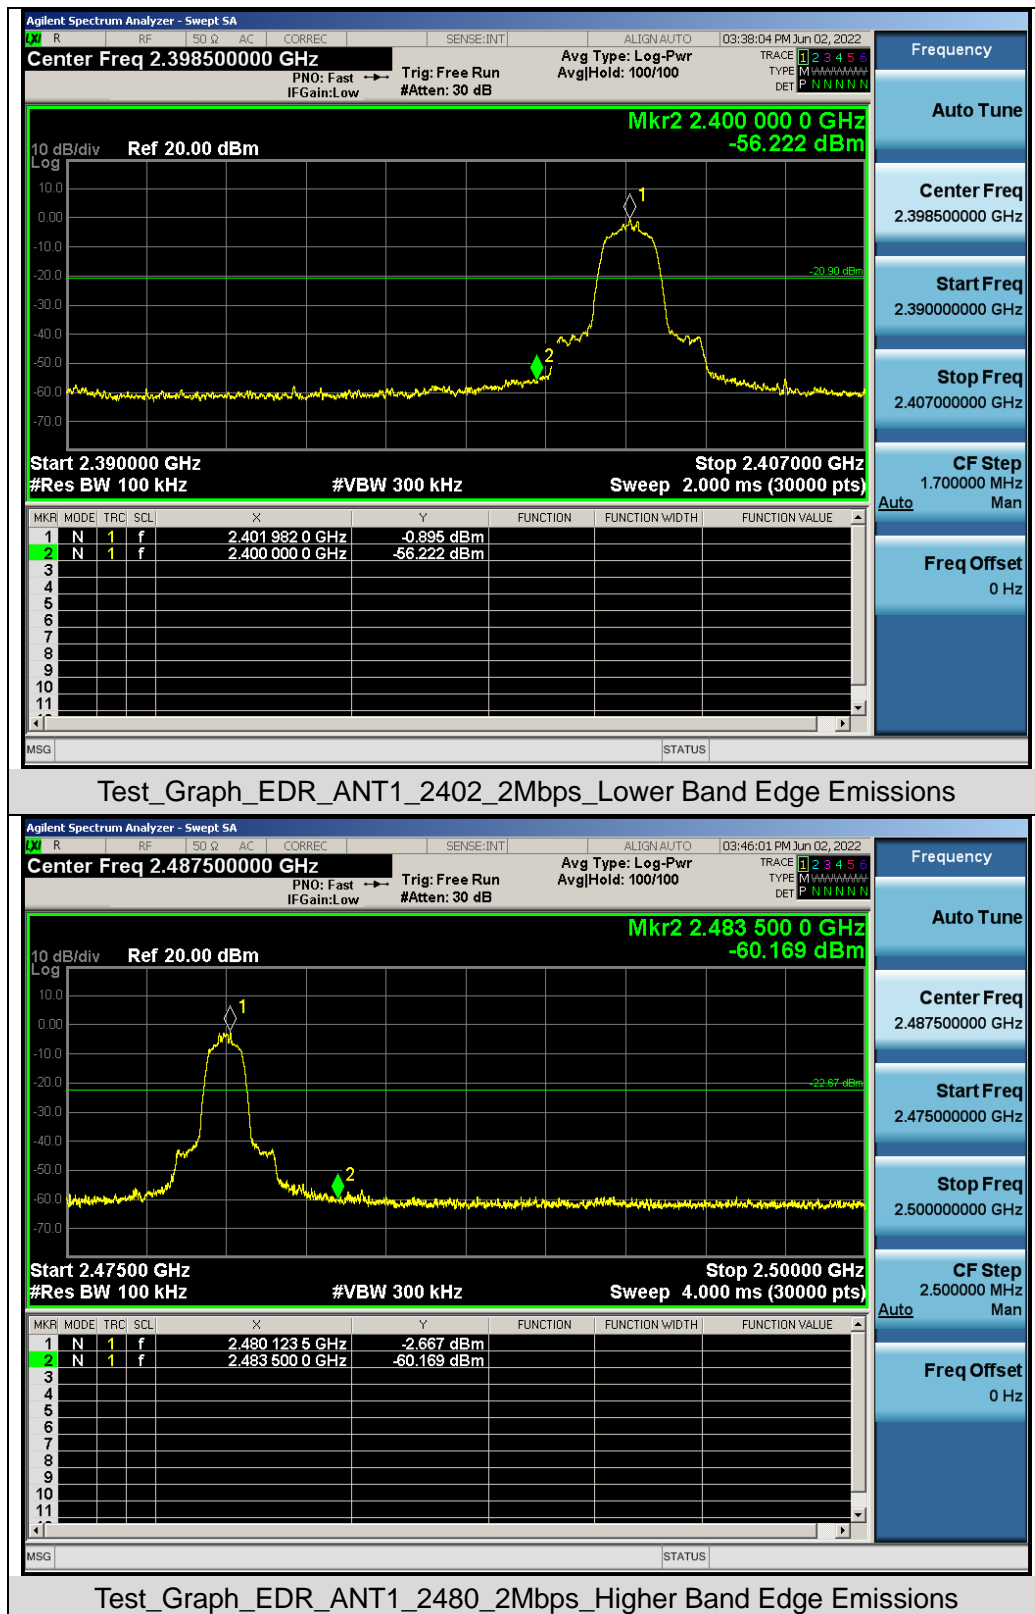 Agilent Spectrum Analyzer - Swept SA
LXI R RF 50 Ω AC CORREC SENSE:INT ALIGN AUTO 03:38:04 PM Jun 02, 2022
Center Freq 2.398500000 GHz
PNO: Fast
IFGain:Low
Trig: Free Run
#Atten: 30 dB
Avg Type: Log-Pwr
Avg|Hold: 100/100
TRACE 1 2 3 4 5 6
TYPE M WWWWW
DET P N N N N N
Mkr2 2.400 000 0 GHz
-56.222 dBm
10 dB/div Ref 20.00 dBm
Log
10.0
0.00
-10.0
-20.0
-30.0
-40.0
-50.0
-60.0
-70.0
1
2
-20.90 dBm
Start 2.390000 GHz Stop 2.407000 GHz
#Res BW 100 kHz #VBW 300 kHz Sweep 2.000 ms (30000 pts)
MKR MODE TRC SCL X Y FUNCTION FUNCTION WIDTH FUNCTION VALUE
1 N 1 f 2.401 982 0 GHz -0.895 dBm
2 N 1 f 2.400 000 0 GHz -56.222 dBm
3
4
5
6
7
8
9
10
11
MSG STATUS
Frequency
Auto Tune
Center Freq
2.398500000 GHz
Start Freq
2.390000000 GHz
Stop Freq
2.407000000 GHz
CF Step
1.700000 MHz
Auto Man
Freq Offset
0 Hz
Test_Graph_EDR_ANT1_2402_2Mbps_Lower Band Edge Emissions
Agilent Spectrum Analyzer - Swept SA
LXI R RF 50 Ω AC CORREC SENSE:INT ALIGN AUTO 03:46:01 PM Jun 02, 2022
Center Freq 2.487500000 GHz
PNO: Fast
IFGain:Low
Trig: Free Run
#Atten: 30 dB
Avg Type: Log-Pwr
Avg|Hold: 100/100
TRACE 1 2 3 4 5 6
TYPE M WWWWW
DET P N N N N N
Mkr2 2.483 500 0 GHz
-60.169 dBm
10 dB/div Ref 20.00 dBm
Log
10.0
0.00
-10.0
-20.0
-30.0
-40.0
-50.0
-60.0
-70.0
1
2
-22.67 dBm
Start 2.47500 GHz Stop 2.50000 GHz
#Res BW 100 kHz #VBW 300 kHz Sweep 4.000 ms (30000 pts)
MKR MODE TRC SCL X Y FUNCTION FUNCTION WIDTH FUNCTION VALUE
1 N 1 f 2.480 123 5 GHz -2.667 dBm
2 N 1 f 2.483 500 0 GHz -60.169 dBm
3
4
5
6
7
8
9
10
11
MSG STATUS
Frequency
Auto Tune
Center Freq
2.487500000 GHz
Start Freq
2.475000000 GHz
Stop Freq
2.500000000 GHz
CF Step
2.500000 MHz
Auto Man
Freq Offset
0 Hz
Test_Graph_EDR_ANT1_2480_2Mbps_Higher Band Edge Emissions